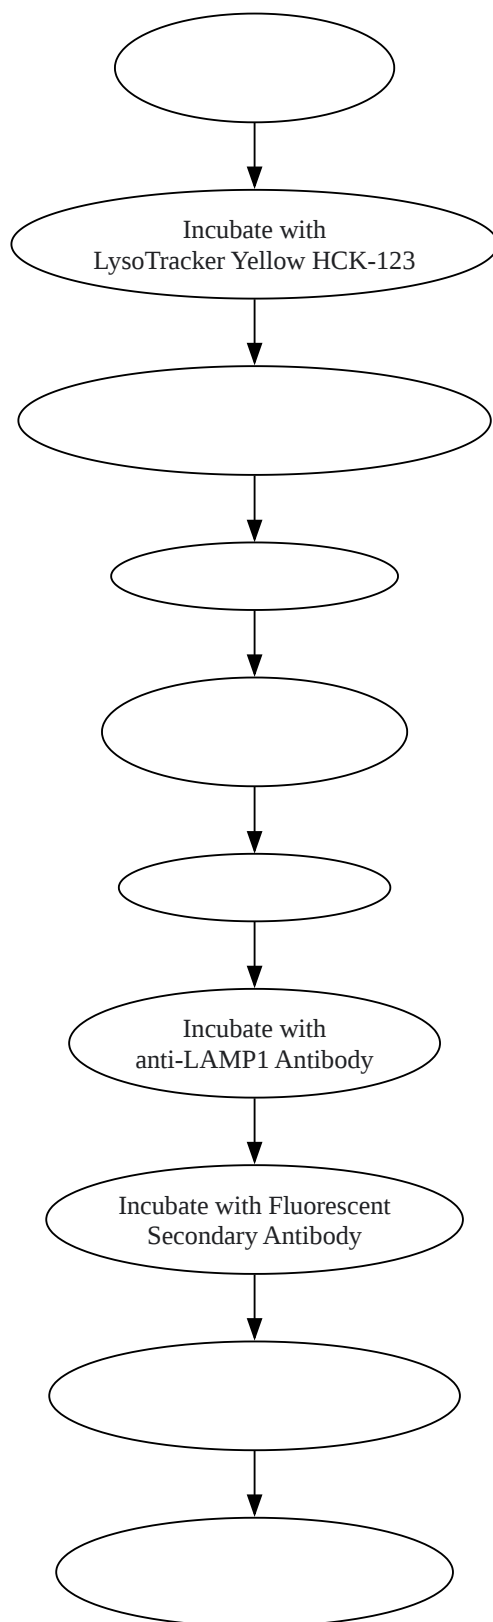 Incubate with
LysoTracker Yellow HCK-123
Incubate with
anti-LAMP1 Antibody
Incubate with Fluorescent
Secondary Antibody